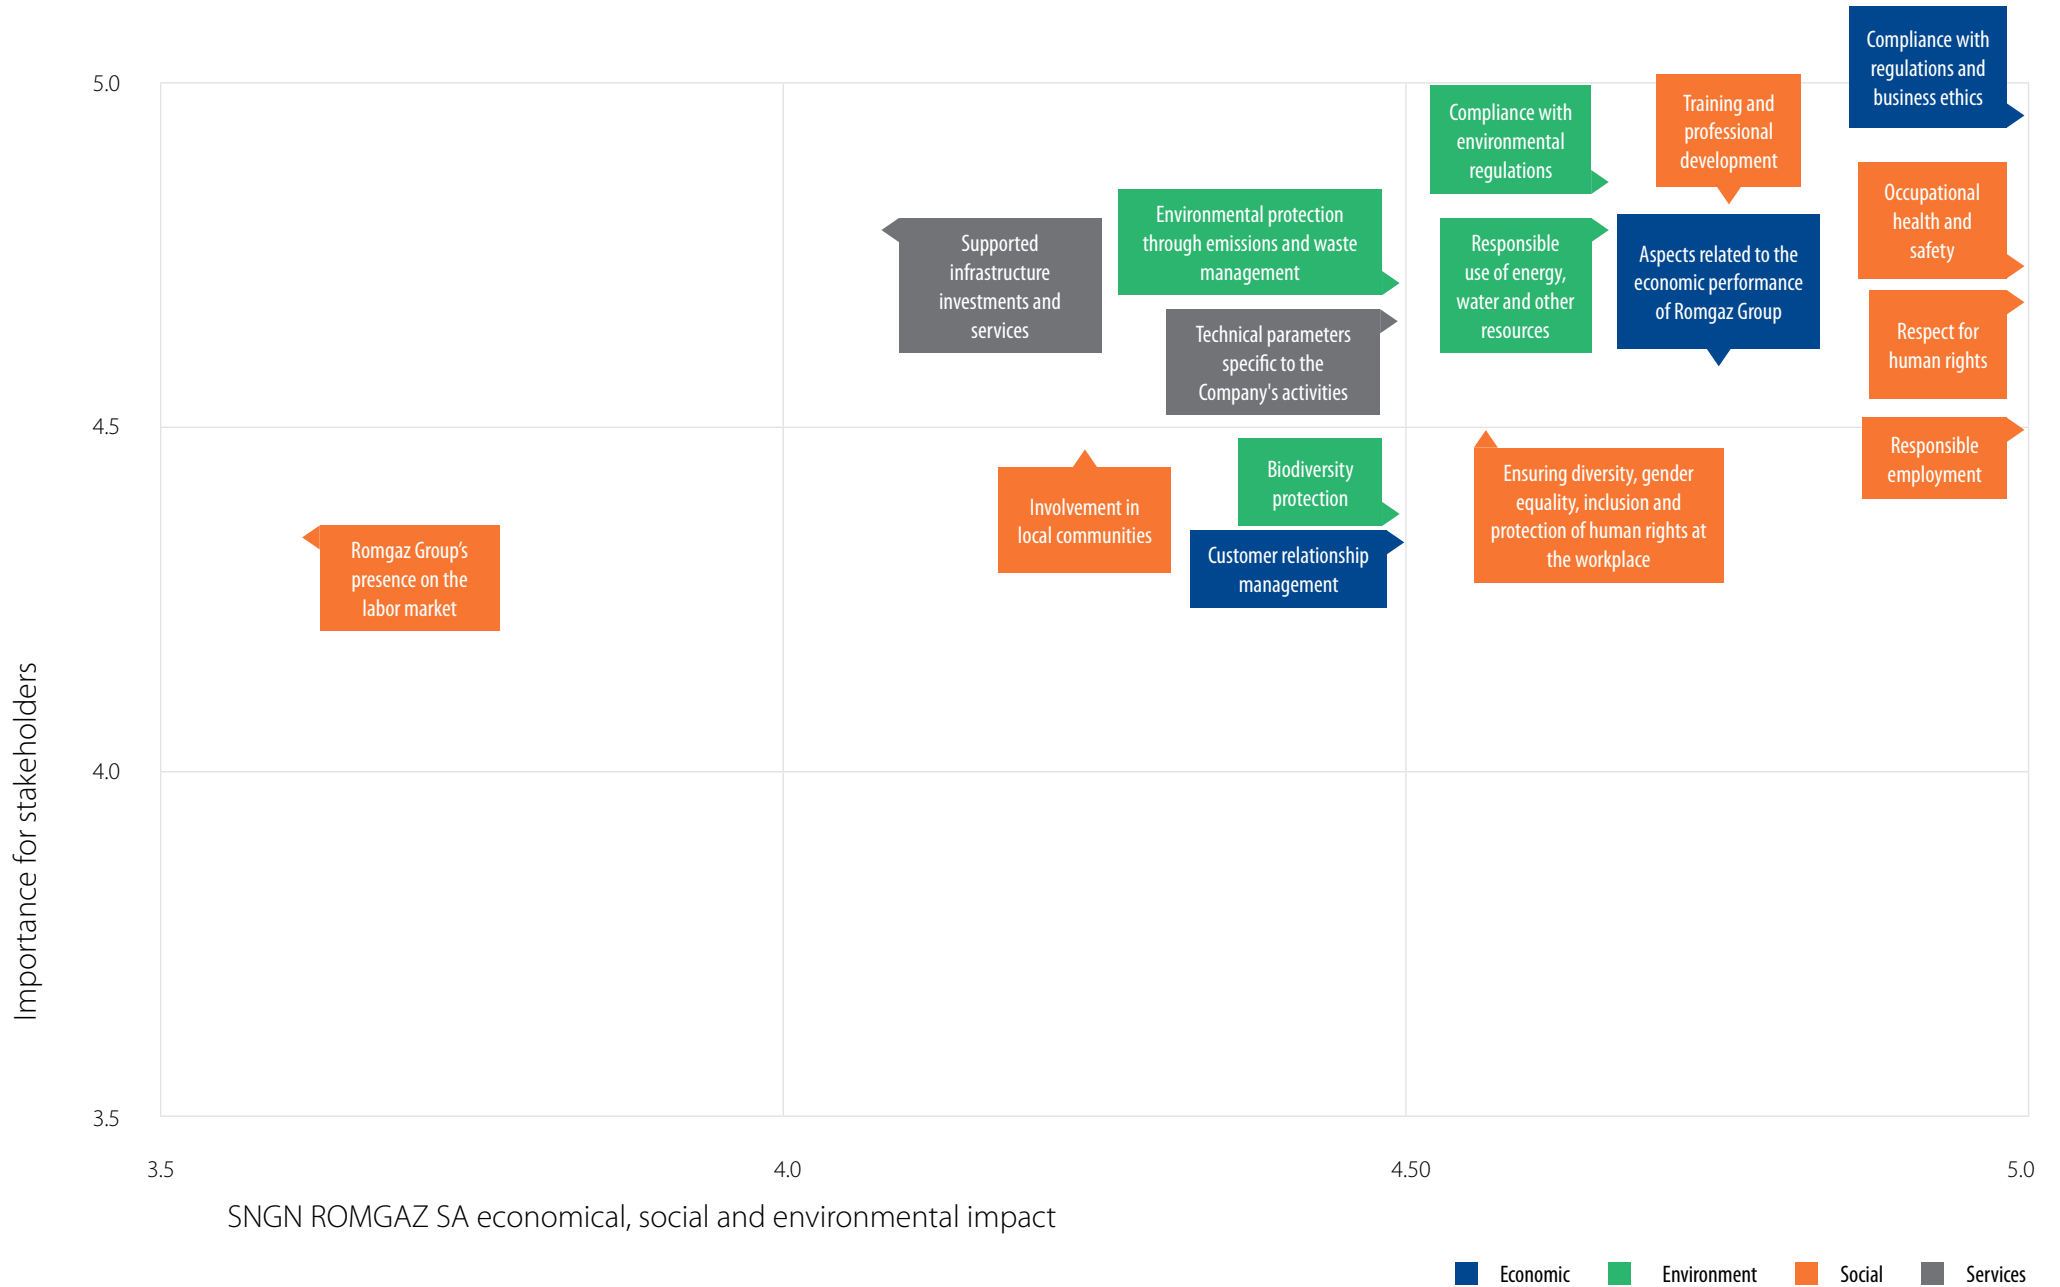 Compliance with
regulations and
business ethics
5.0
Compliance with
environmental
regulations
Training and
professional
development
Occupational
health and
safety
Environmental protection
through emissions and waste
management
Supported
infrastructure
investments and
services
Responsible
use of energy,
water and other
resources
Aspects related to the
economic performance
of Romgaz Group
Technical parameters
specific to the
Company's activities
Respect for
human rights
4.5
Responsible
employment
Biodiversity
protection
Ensuring diversity, gender
equality, inclusion and
protection of human rights at
the workplace
Involvement in
local communities
Romgaz Group’s
presence on the
labor market
Customer relationship
management
Importance for stakeholders
4.0
3.5
3.5
4.0
4.50
5.0
SNGN ROMGAZ SA economical, social and environmental impact
Economic
Environment
Social
Services